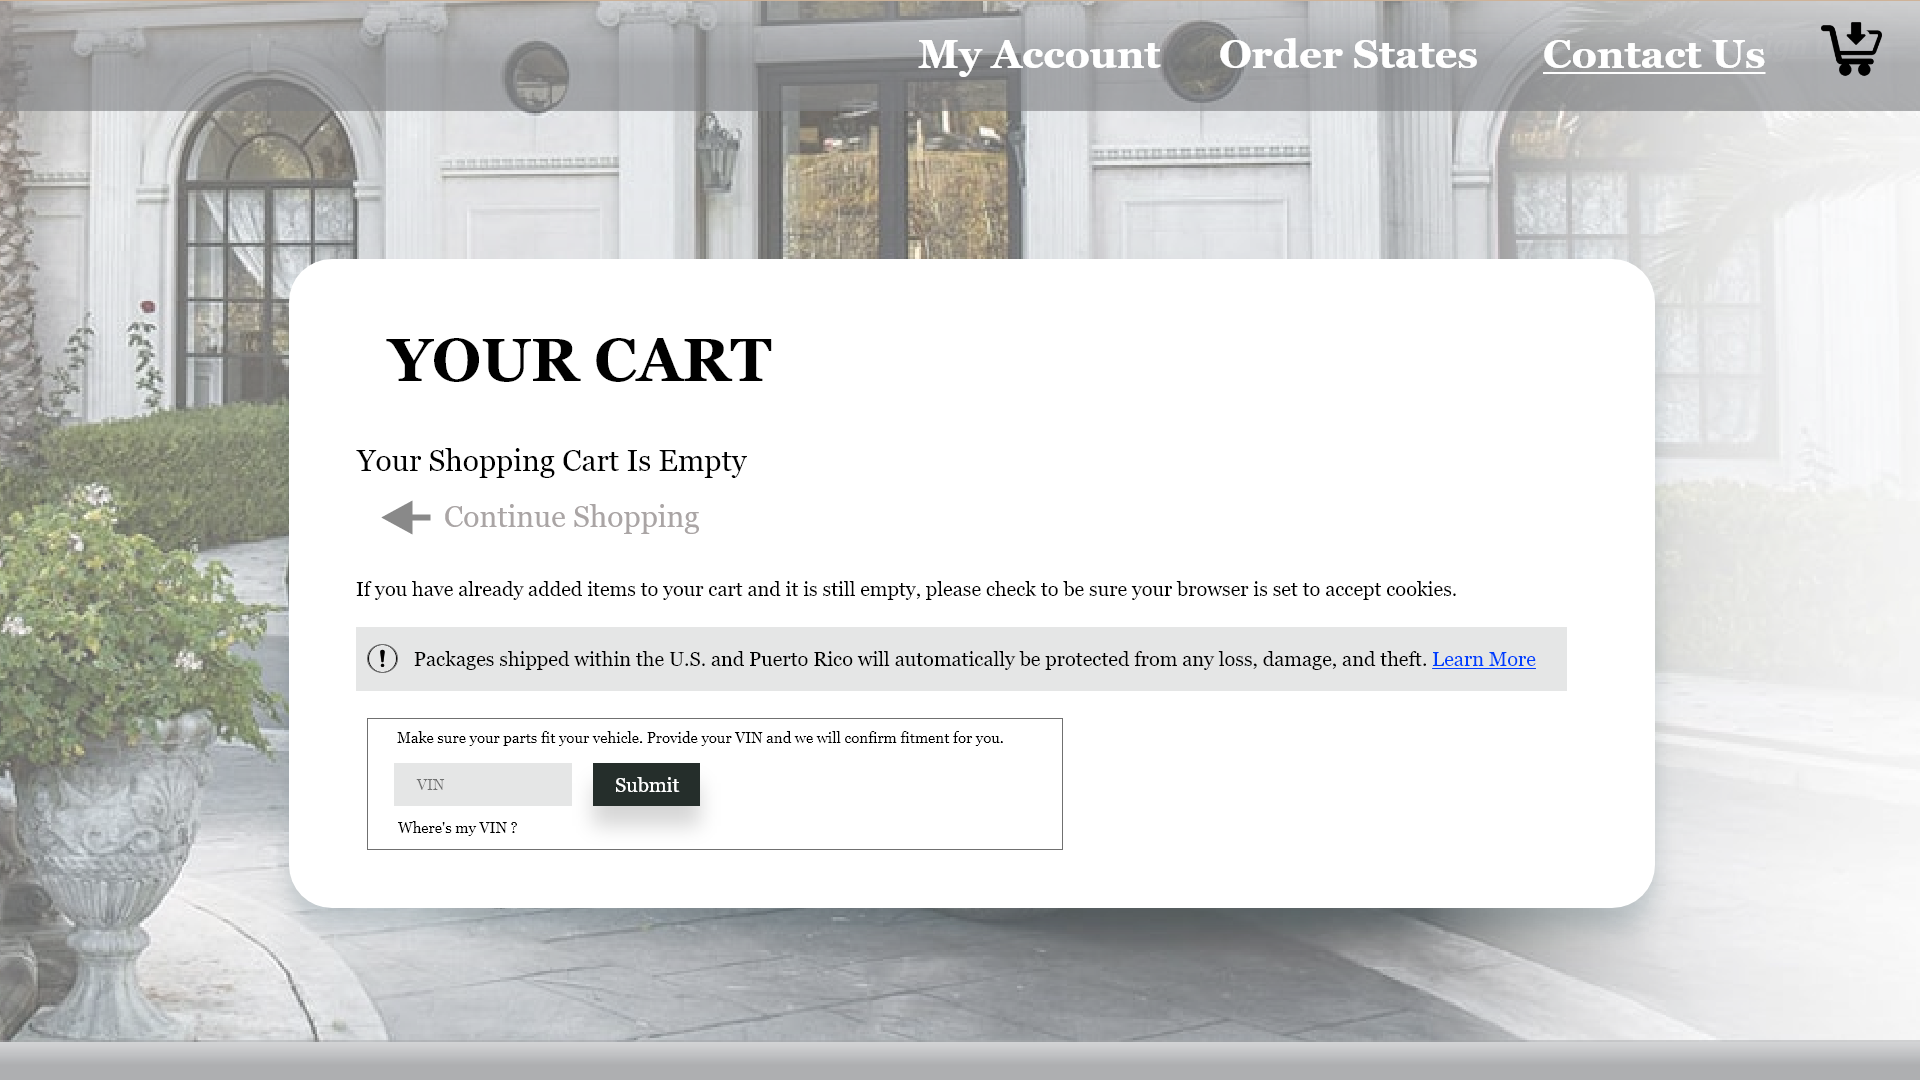 My Account Order States Contact Us
YOUR CART
Your Shopping Cart Is Empty
Continue Shopping
If you have already added items to your cart and it is still empty, please check to be sure your browser is set to accept cookies.
! Packages shipped within the U.S. and Puerto Rico will automatically be protected from any loss, damage, and theft. Learn More
Make sure your parts fit your vehicle. Provide your VIN and we will confirm fitment for you.
VIN Submit
Where's my VIN ?